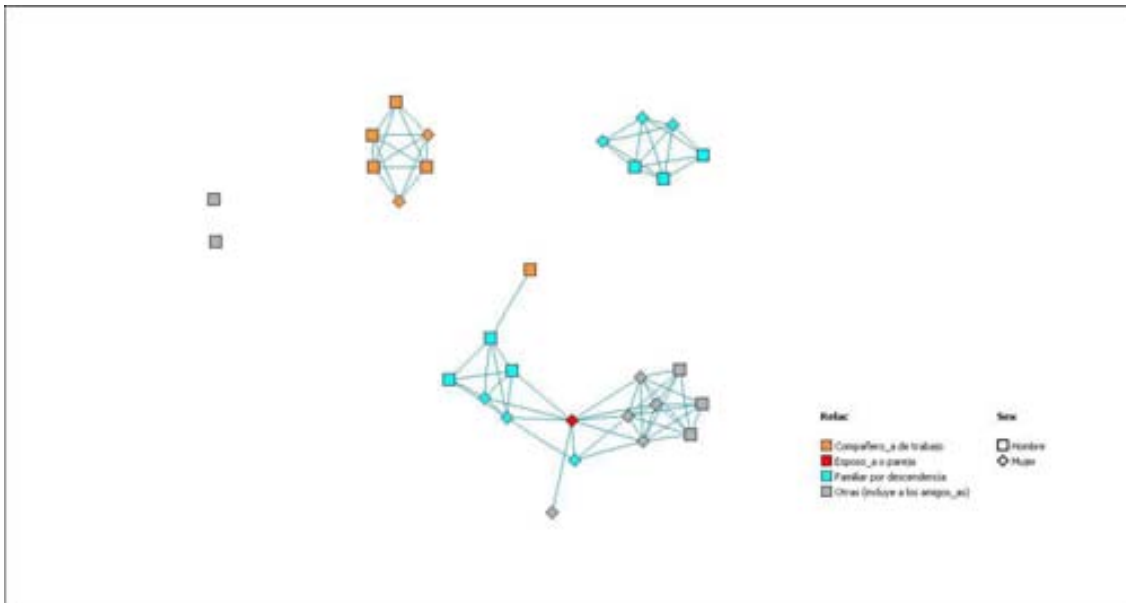 Relac
Compañero_a de trabajo
Esposo_a o pareja
Familiar por descendencia
Otras (incluye a los amigos_as)
Sex
Hombre
Mujer